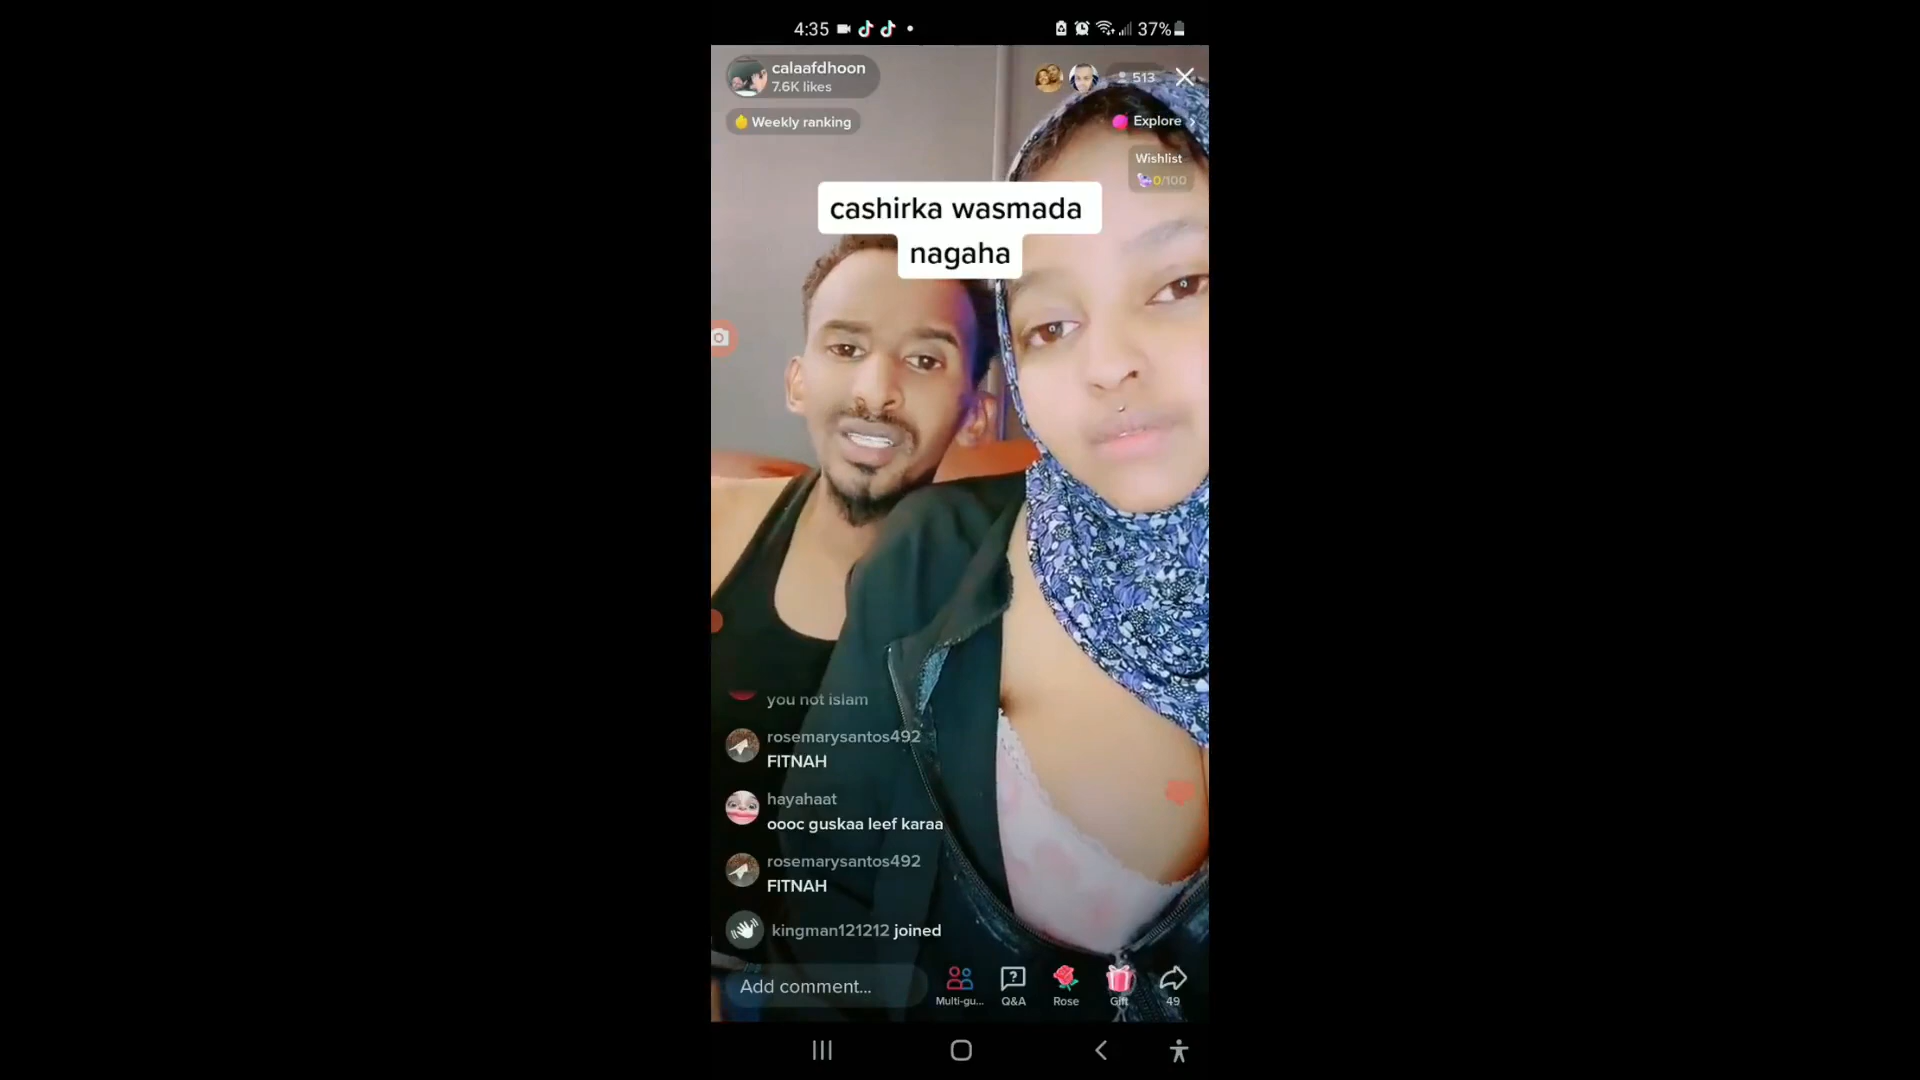 4:35
37%
calaafdhoon
7.6K likes
513
Weekly ranking
Explore
Wishlist
0/100
cashirka wasmada
nagaha
you not islam
rosemarysantos492
FITNAH
hayahaat
oooc guskaa leef karaa
rosemarysantos492
FITNAH
kingman121212 joined
Add comment...
Multi-gu...
Q&A
Rose
Gift
49